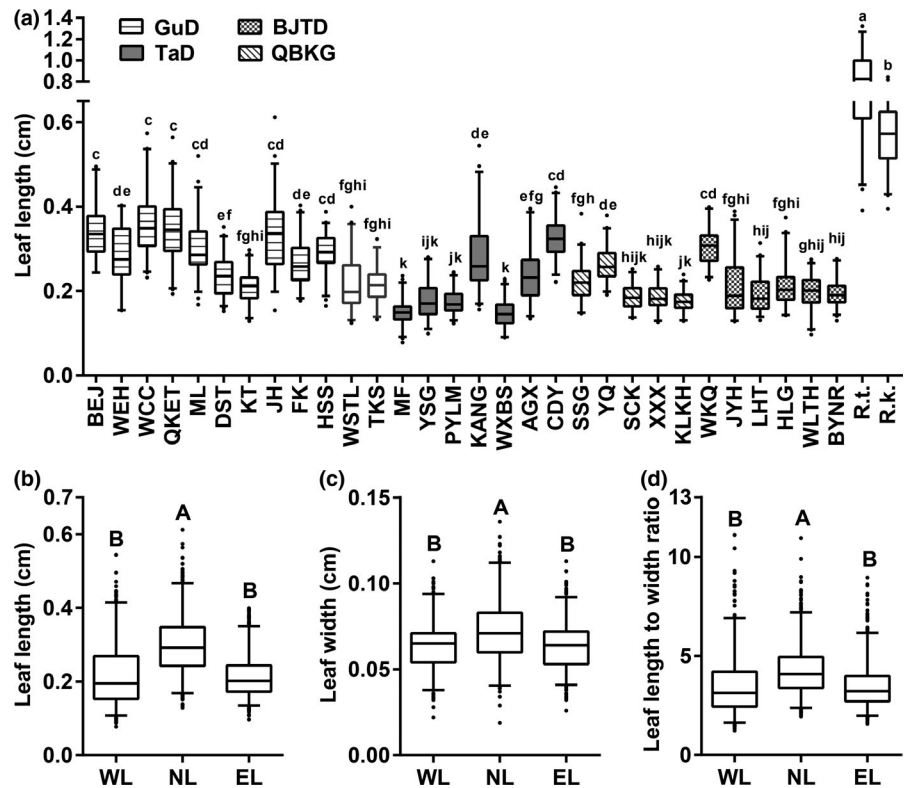 (a)
GuD
BJTD
TaD
QBKG
Leaf length (cm)
1.4
1.2
1.0
0.8
0.6
0.4
0.2
0.0
c
de
c
c
cd
ef
fghi
cd
de
cd
fghi
fghi
k
ijk
jk
de
k
efg
cd
fgh
de
hijk
hijk
jk
cd
fghi
hij
fghi
ghij
hij
a
b
BEJ
WEH
WCC
QKET
ML
DST
KT
JH
FK
HSS
WSTL
TKS
MF
YSG
PYLM
KANG
WXBS
AGX
CDY
SSG
YQ
SCK
XXX
KLKH
WKQ
JYH
LHT
HLG
WLTH
BYNR
R.t.
R.k.
(b)
Leaf length (cm)
0.7
0.6
0.4
0.2
0.0
B
A
B
WL
NL
EL
(c)
Leaf width (cm)
0.15
0.10
0.05
0.00
B
A
B
WL
NL
EL
(d)
Leaf length to width ratio
13
10
5
0
B
A
B
WL
NL
EL